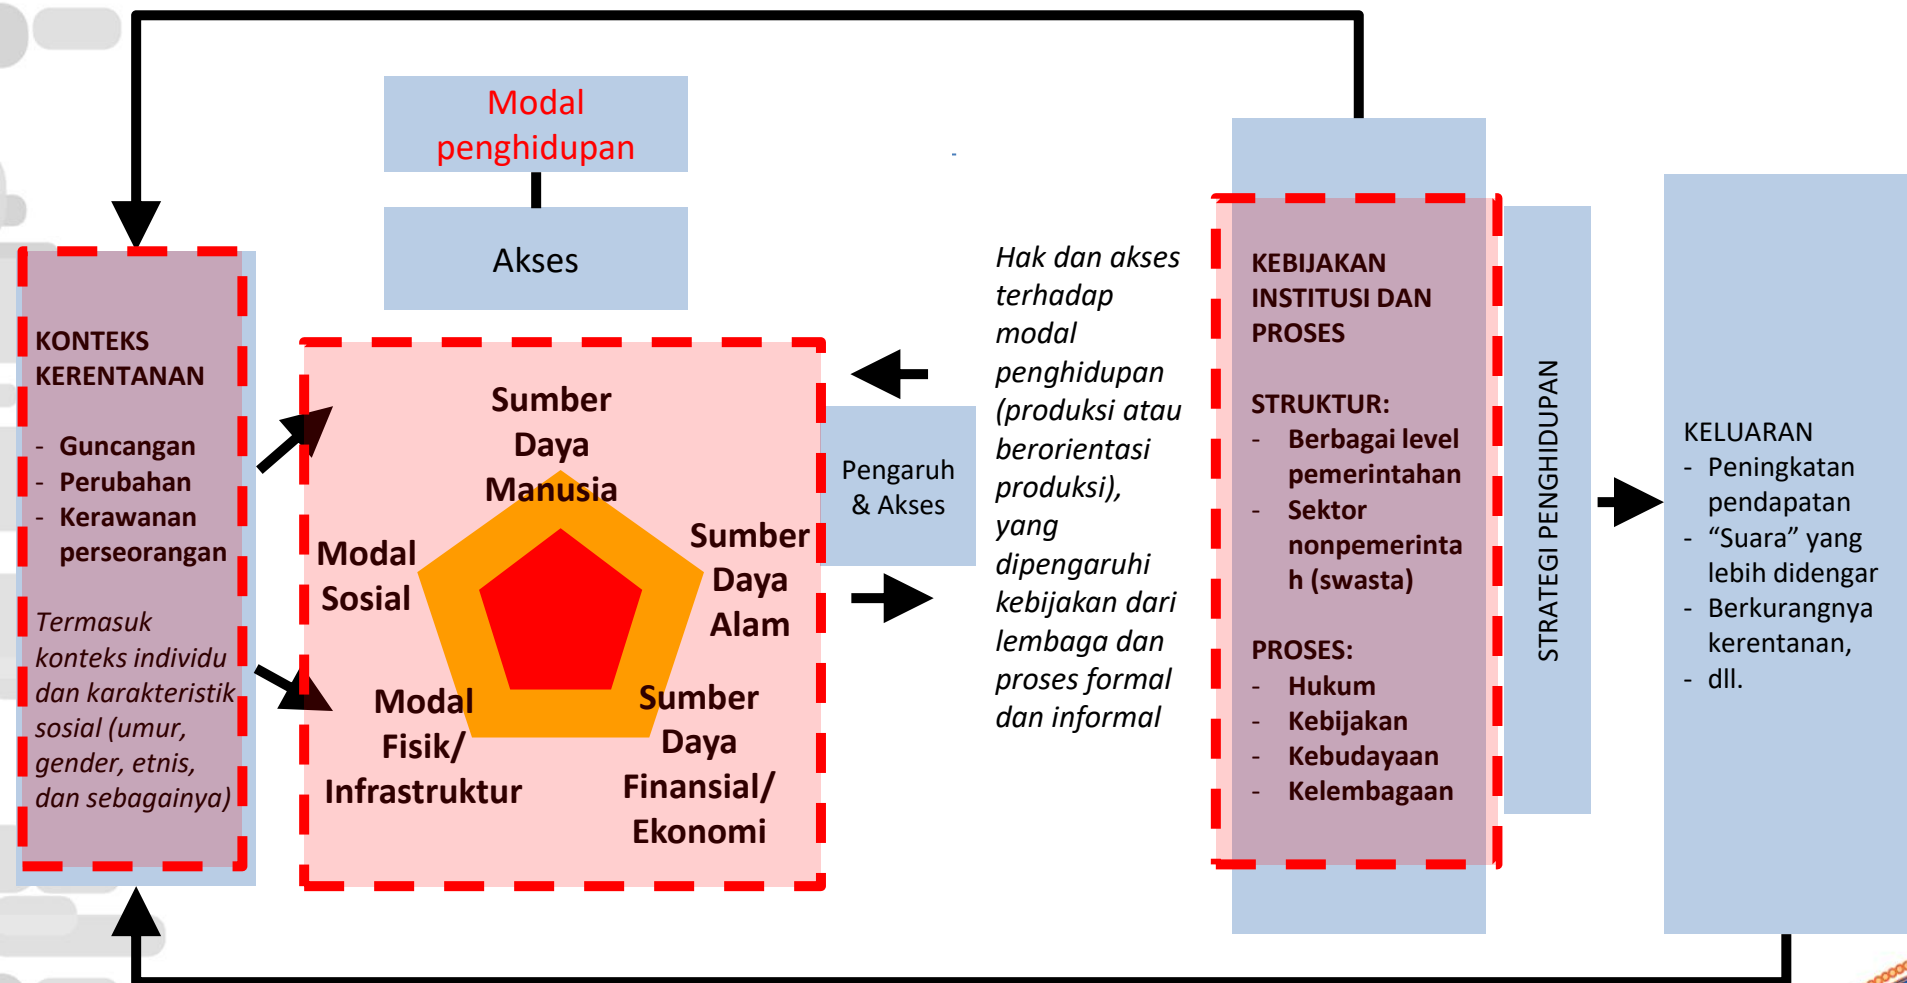 Modal
penghidupan
Akses
KONTEKS
KERENTANAN
- Guncangan
- Perubahan
- Kerawanan
perseorangan
Termasuk
konteks individu
dan karakteristik
sosial (umur,
gender, etnis,
dan sebagainya)
Sumber
Daya
Manusia
Modal
Sosial
Sumber
Daya
Alam
Modal
Fisik/
Infrastruktur
Sumber
Daya
Finansial/
Ekonomi
Pengaruh
& Akses
-
Hak dan akses
terhadap
modal
penghidupan
(produksi atau
berorientasi
produksi),
yang
dipengaruhi
kebijakan dari
lembaga dan
proses formal
dan informal
KEBIJAKAN
INSTITUSI DAN
PROSES
STRUKTUR:
- Berbagai level
pemerintahan
- Sektor
nonpemerinta
h (swasta)
PROSES:
- Hukum
- Kebijakan
- Kebudayaan
- Kelembagaan
STRATEGI PENGHIDUPAN
KELUARAN
- Peningkatan
pendapatan
- “Suara” yang
lebih didengar
- Berkurangnya
kerentanan,
- dll.